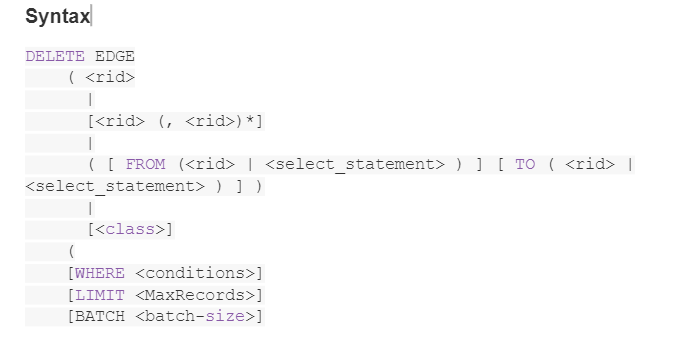 Syntax
DELETE EDGE
    ( <rid>
      |
      [<rid> (, <rid>)*]
      |
      ( [ FROM (<rid> | <select_statement> ) ] [ TO ( <rid> |
<select_statement> ) ] )
      |
      [<class>]
    (
    [WHERE <conditions>]
    [LIMIT <MaxRecords>]
    [BATCH <batch-size>]